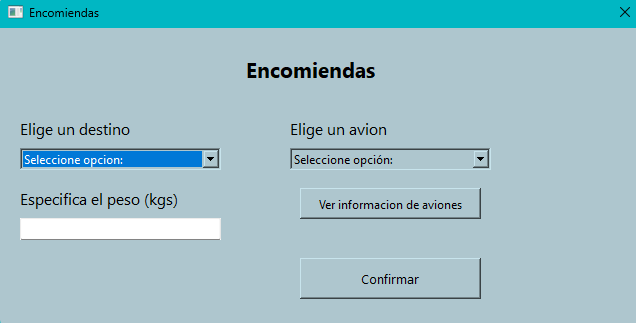 Encomiendas
Encomiendas
Elige un destino
Elige un avion
Seleccione opcion:
Seleccione opción:
Especifica el peso (kgs)
Ver informacion de aviones
Confirmar